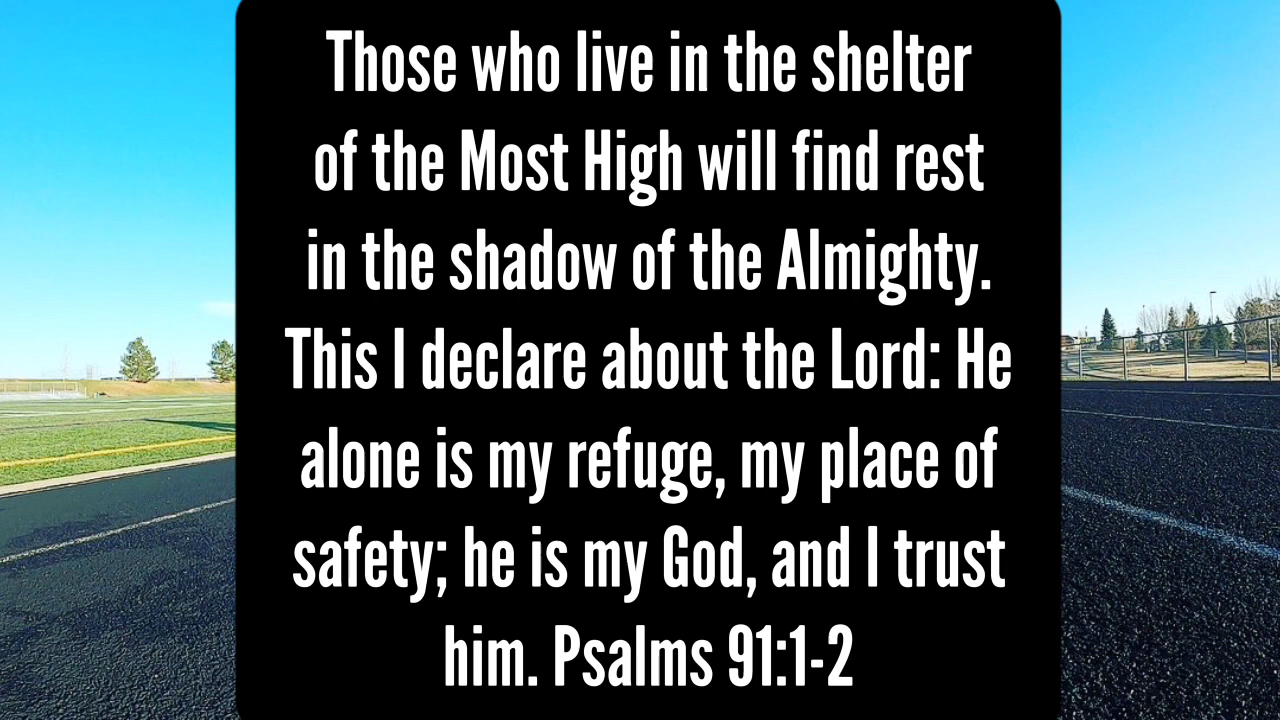 Those who live in the shelter
of the Most High will find rest
in the shadow of the Almighty.
This I declare about the Lord: He
alone is my refuge, my place of
safety; he is my God, and I trust
him. Psalms 91:1-2